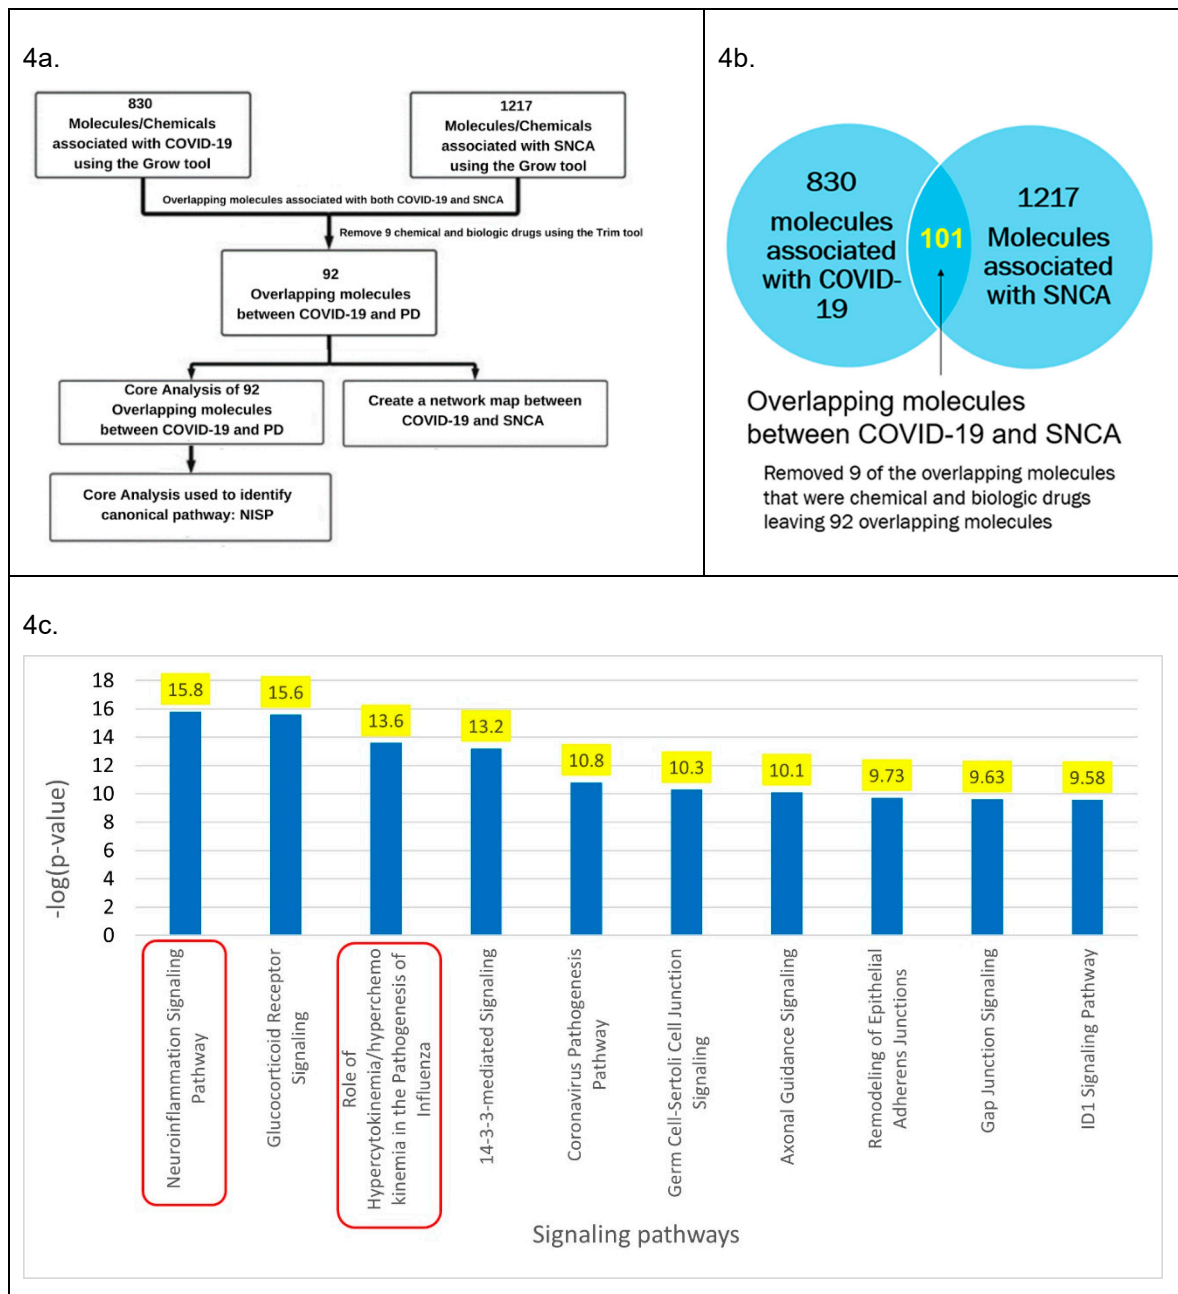 4a.
830
Molecules/Chemicals
associated with COVID-19
using the Grow tool
1217
Molecules/Chemicals
associated with SNCA
using the Grow tool
Overlapping molecules associated with both COVID-19 and SNCA
Remove 9 chemical and biologic drugs using the Trim tool
92
Overlapping molecules
between COVID-19 and PD
Core Analysis of 92
Overlapping molecules
between COVID-19 and PD
Create a network map between
COVID-19 and SNCA
Core Analysis used to identify
canonical pathway: NISP
4b.
830
molecules
associated
with COVID-
19
101
1217
Molecules
associated
with SNCA
Overlapping molecules
between COVID-19 and SNCA
Removed 9 of the overlapping molecules
that were chemical and biologic drugs
leaving 92 overlapping molecules
4c.
-log(p-value)
18
16
14
12
10
8
6
4
2
0
15.8
15.6
13.6
13.2
10.8
10.3
10.1
9.73
9.63
9.58
Neuroinflammation Signaling
Pathway
Glucocorticoid Receptor
Signaling
Role of
Hypercytokinemia/hyperchemo
kinemia in the Pathogenesis of
Influenza
14-3-3-mediated Signaling
Coronavirus Pathogenesis
Pathway
Germ Cell-Sertoli Cell Junction
Signaling
Axonal Guidance Signaling
Remodeling of Epithelial
Adherens Junctions
Gap Junction Signaling
ID1 Signaling Pathway
Signaling pathways